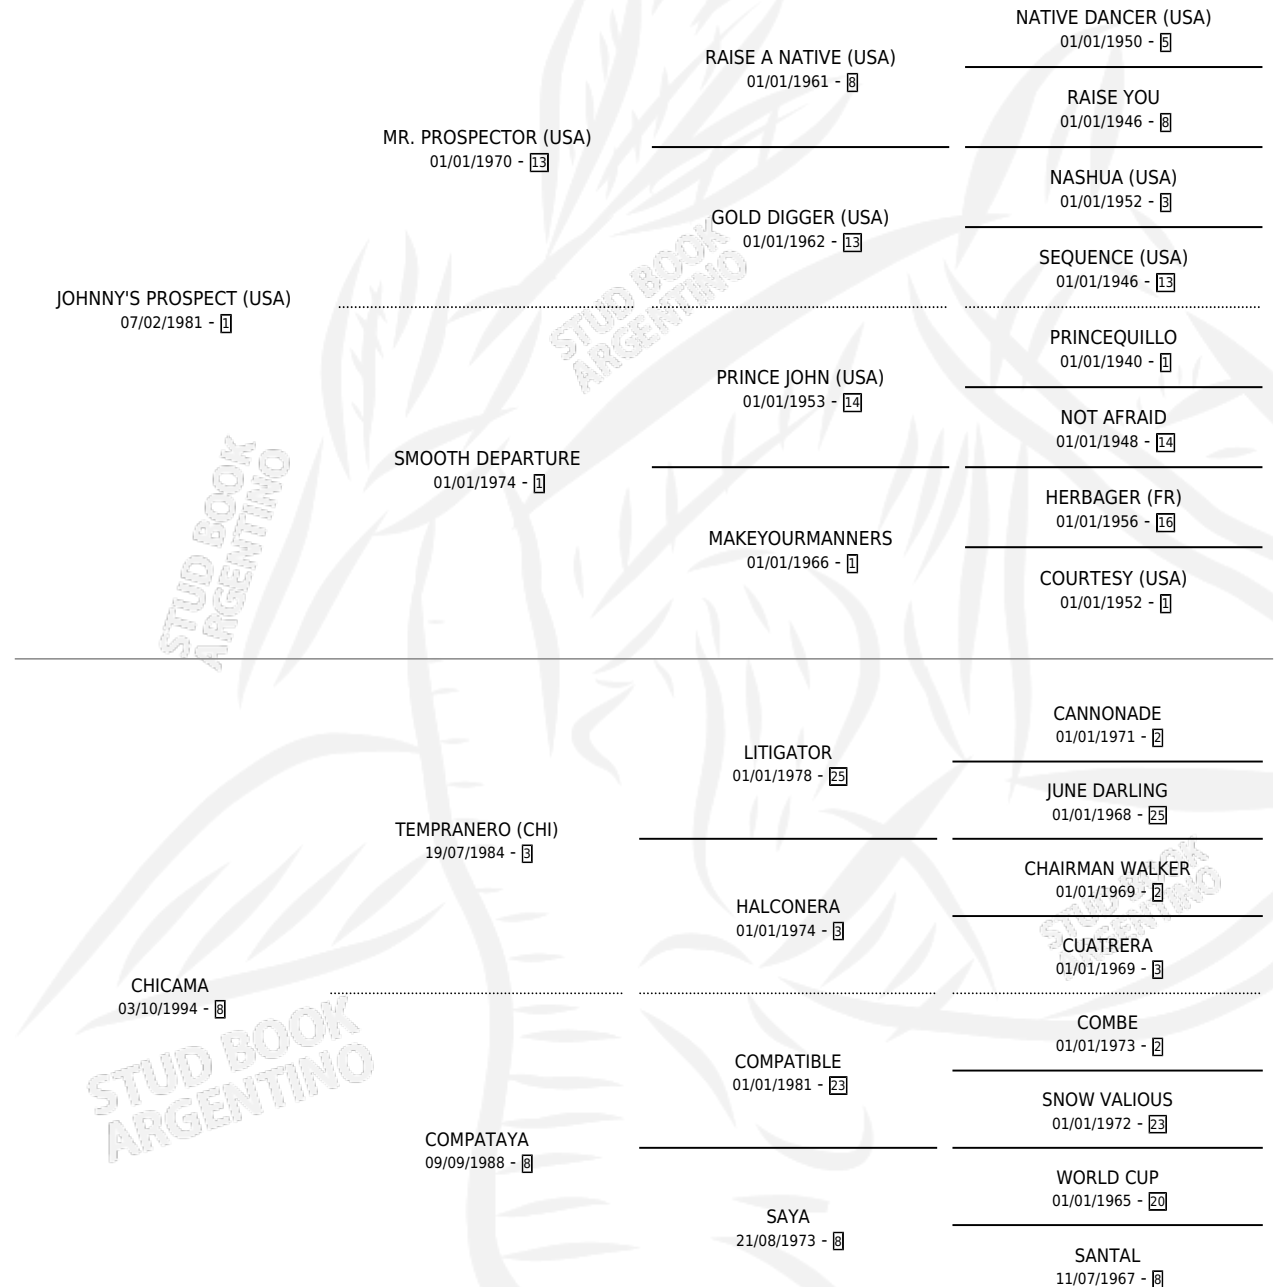 NATIVE DANCER (USA)
01/01/1950 - 5
RAISE A NATIVE (USA)
01/01/1961 - 8
RAISE YOU
01/01/1946 - 8
MR. PROSPECTOR (USA)
01/01/1970 - 13
NASHUA (USA)
01/01/1952 - 3
GOLD DIGGER (USA)
01/01/1962 - 13
SEQUENCE (USA)
01/01/1946 - 13
JOHNNY'S PROSPECT (USA)
07/02/1981 - 1
PRINCEQUILLO
01/01/1940 - 1
PRINCE JOHN (USA)
01/01/1953 - 14
NOT AFRAID
01/01/1948 - 14
SMOOTH DEPARTURE
01/01/1974 - 1
HERBAGER (FR)
01/01/1956 - 16
MAKEYOURMANNERS
01/01/1966 - 1
COURTESY (USA)
01/01/1952 - 1
CANNONADE
01/01/1971 - 2
LITIGATOR
01/01/1978 - 25
JUNE DARLING
01/01/1968 - 25
TEMPRANERO (CHI)
19/07/1984 - 3
CHAIRMAN WALKER
01/01/1969 - 2
HALCONERA
01/01/1974 - 3
CUATRERA
01/01/1969 - 3
CHICAMA
03/10/1994 - 8
COMBE
01/01/1973 - 2
COMPATIBLE
01/01/1981 - 23
SNOW VALIOUS
01/01/1972 - 23
COMPATAYA
09/09/1988 - 8
WORLD CUP
01/01/1965 - 20
SAYA
21/08/1973 - 8
SANTAL
11/07/1967 - 8
STUD BOOK
ARGENTINO
STUD BOOK
ARGENTINO
STUD BOOK
ARGENTINO
STUD BOOK
ARGENTINO